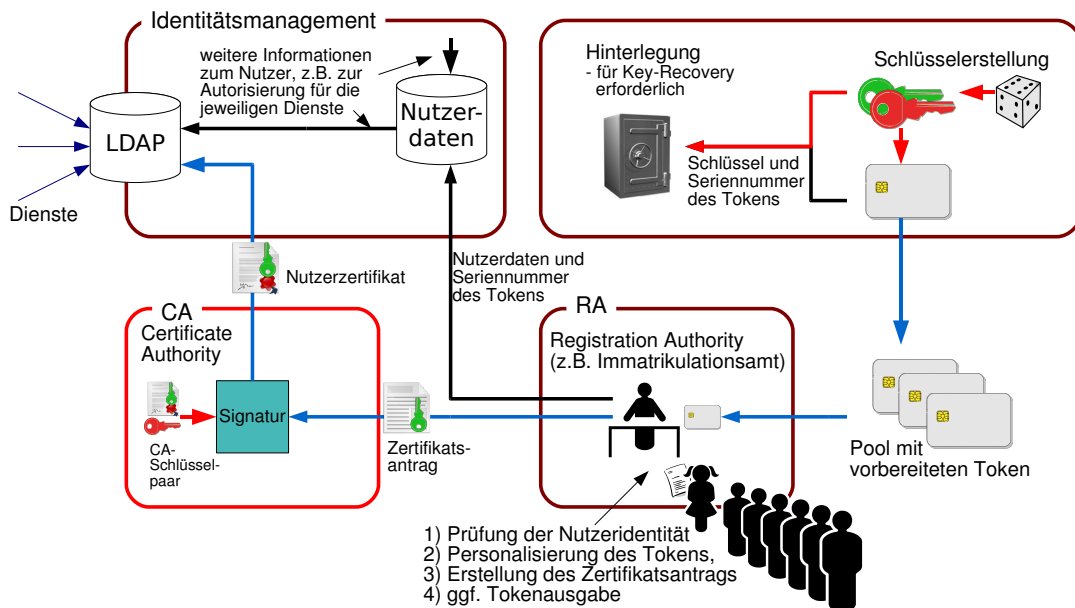 Identitätsmanagement
weitere Informationen
zum Nutzer, z.B. zur
Autorisierung für die
jeweiligen Dienste
Nutzer-
daten
LDAP
Dienste
Hinterlegung
- für Key-Recovery
erforderlich
Schlüsselerstellung
Schlüssel und
Seriennummer
des Tokens
Nutzerzertifikat
Nutzerdaten und
Seriennummer
des Tokens
CA
Certificate
Authority
Signatur
CA-
Schlüssel-
paar
Zertifikats-
antrag
RA
Registration Authority
(z.B. Immatrikulationsamt)
Pool mit
vorbereiteten Token
1) Prüfung der Nutzeridentität
2) Personalisierung des Tokens,
3) Erstellung des Zertifikatsantrags
4) ggf. Tokenausgabe